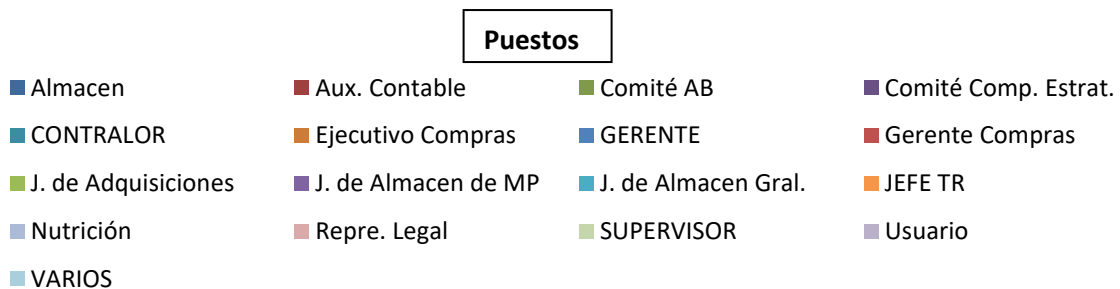 Puestos
Almacen Aux. Contable Comité AB Comité Comp. Estrat.
CONTRALOR Ejecutivo Compras GERENTE Gerente Compras
J. de Adquisiciones J. de Almacen de MP J. de Almacen Gral. JEFE TR
Nutrición Repre. Legal SUPERVISOR Usuario
VARIOS